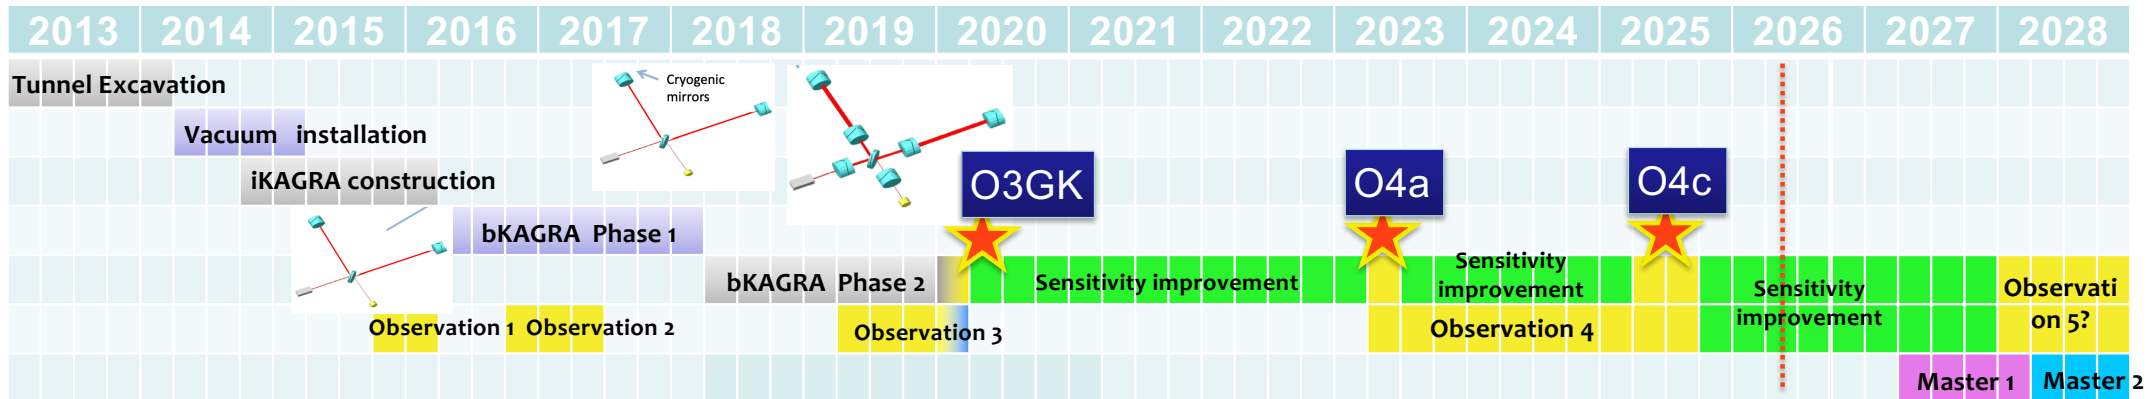 2013 2014 2015 2016 2017 2018 2019 2020 2021 2022 2023 2024 2025 2026 2027 2028
Tunnel Excavation
Cryogenic
mirrors
Vacuum installation
iKAGRA construction
O3GK
O4a
O4c
bKAGRA Phase 1
bKAGRA Phase 2
Sensitivity improvement
Sensitivity
improvement
Sensitivity
improvement
Observati
on 5?
Observation 1
Observation 2
Observation 3
Observation 4
Master 1
Master 2